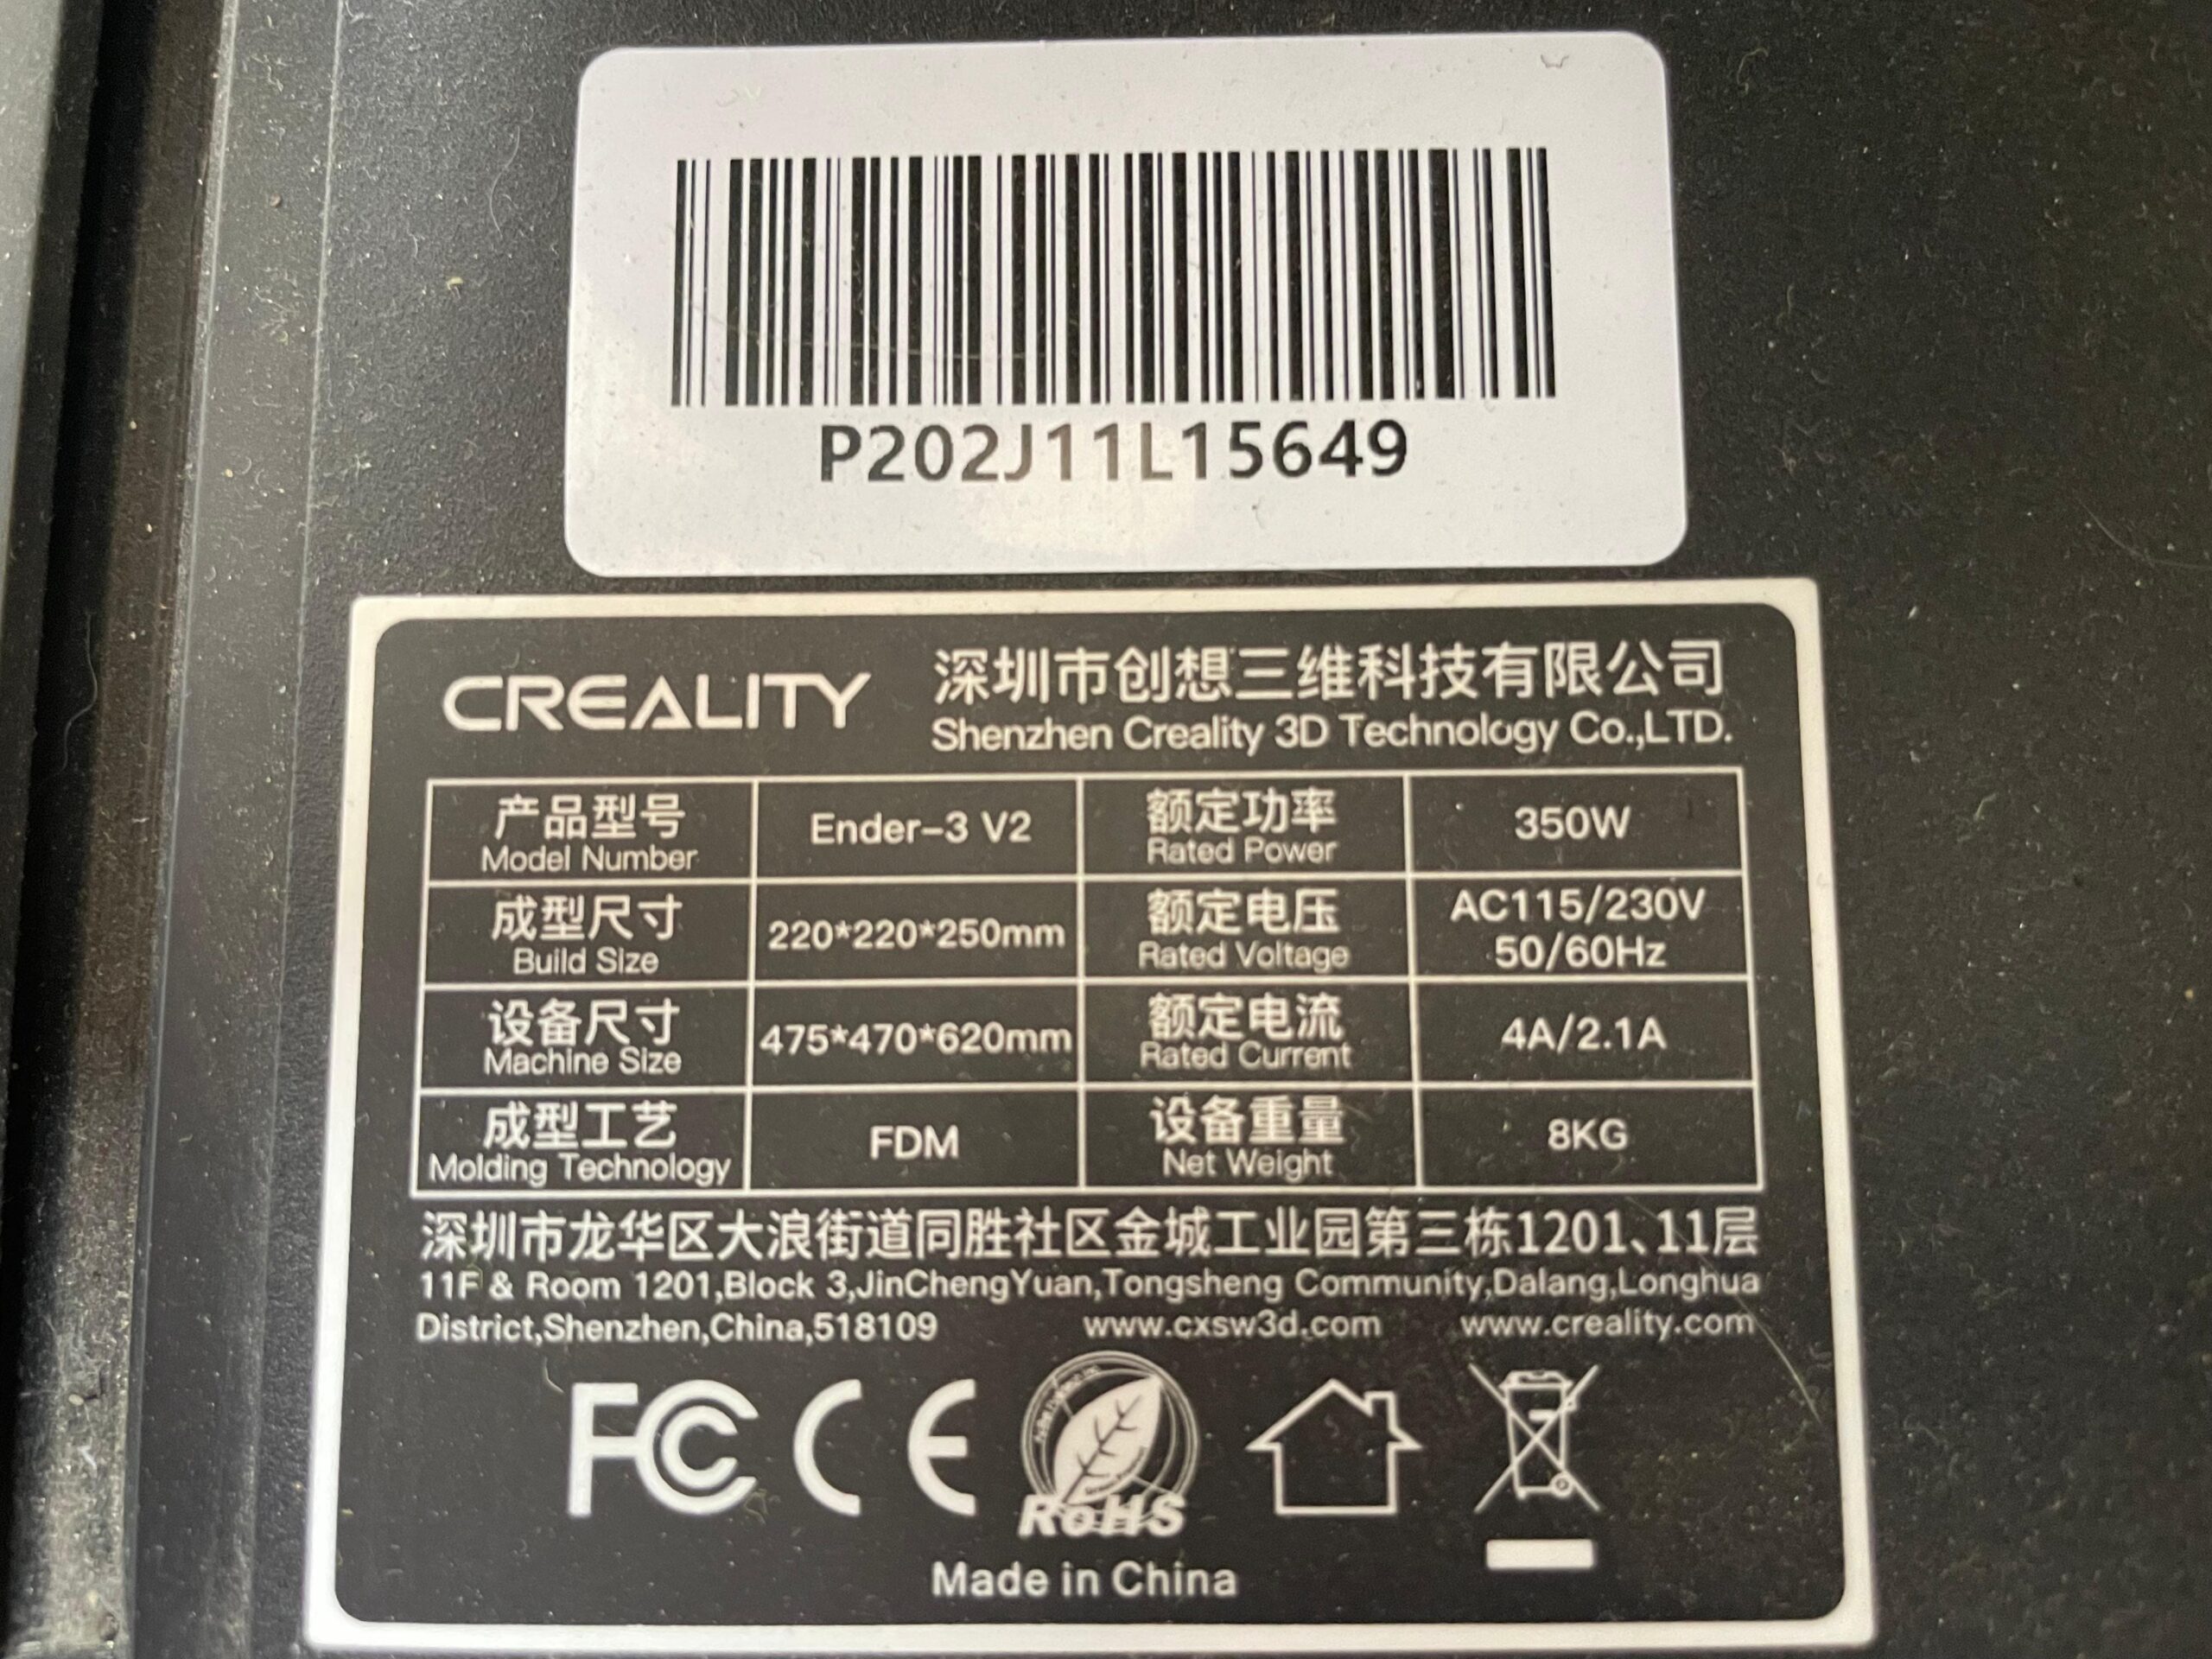 P202J11L15649
CREALITY
深圳市创想三维科技有限公司
Shenzhen Creality 3D Technology Co.,LTD.
产品型号
Model Number
Ender-3 V2
额定功率
Rated Power
350W
成型尺寸
Build Size
220*220*250mm
额定电压
Rated Voltage
AC115/230V
50/60Hz
设备尺寸
Machine Size
475*470*620mm
额定电流
Rated Current
4A/2.1A
成型工艺
Molding Technology
FDM
设备重量
Net Weight
8KG
深圳市龙华区大浪街道同胜社区金城工业园第三栋1201、11层
11F & Room 1201,Block 3,JinChengYuan,Tongsheng Community,Dalang,Longhua
District,Shenzhen,China,518109 www.cxsw3d.com www.creality.com
FC CE RoHS
Made in China